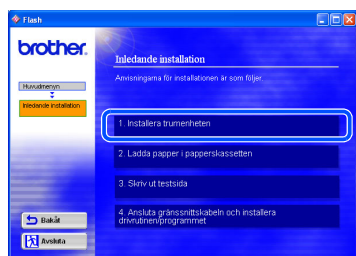 Flash
brother.
Inledande installation
Anvisningarna för installationen är som följer.
Huvudmenyn
Inledande installation
1. Installera trumenheten
2. Ladda papper i papperskassetten
3. Skriv ut testsida
4. Ansluta gränssnittskabeln och installera
drivrutinen/programmet
Bakåt
Avsluta